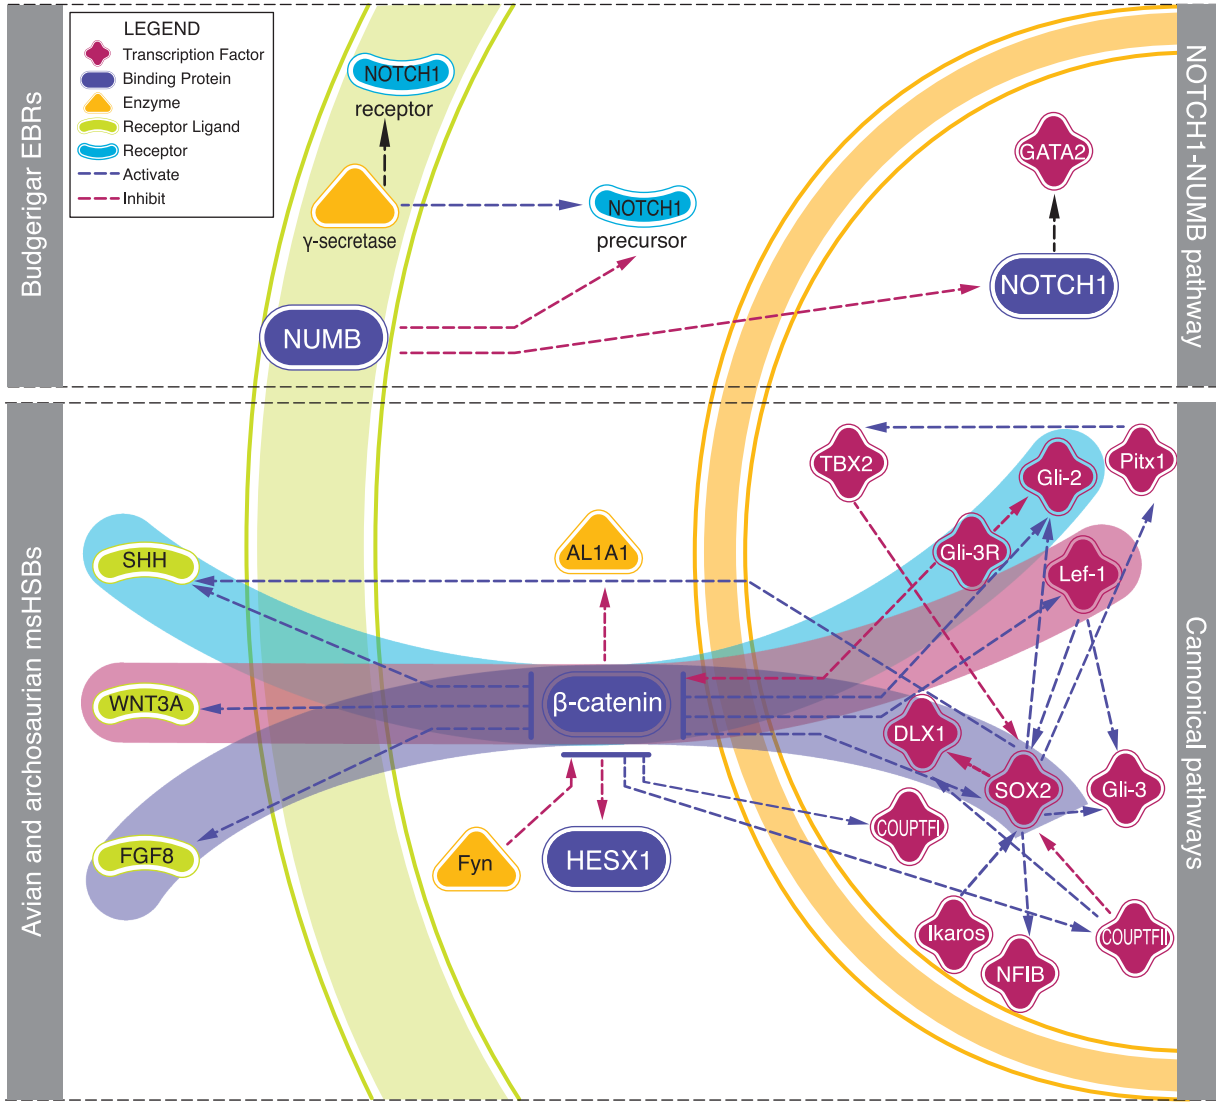 LEGEND
Transcription Factor
Binding Protein
Enzyme
Receptor Ligand
Receptor
Activate
Inhibit
Budgerigar EBRs
NOTCH1-NUMB pathway
NOTCH1
receptor
γ-secretase
NOTCH1
precursor
GATA2
NOTCH1
NUMB
Avian and archosaurian msHSBs
Canmonical pathways
TBX2
Pitx1
Gli-2
Gli-3R
Lef-1
SHH
AL1A1
WNT3A
β-catenin
DLX1
SOX2
Gli-3
COUPTFI
FGF8
Fyn
HESX1
Ikaros
COUPTFII
NFIB